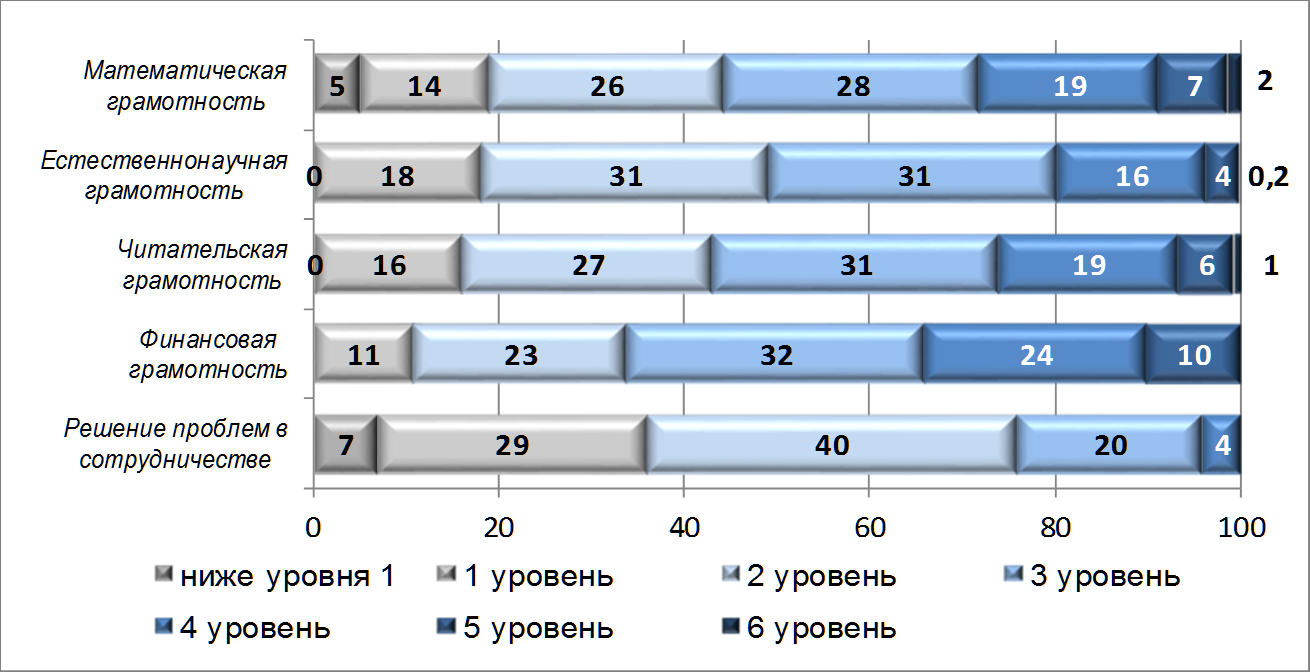 Математическая
грамотность
5 14 26 28 19 7 2
Естественнонаучная
грамотность
0 18 31 31 16 4 0,2
Читательская
грамотность
0 16 27 31 19 6 1
Финансовая
грамотность
11 23 32 24 10
Решение проблем в
сотрудничестве
7 29 40 20 4
0 20 40 60 80 100
ниже уровня 1 1 уровень 2 уровень 3 уровень
4 уровень 5 уровень 6 уровень